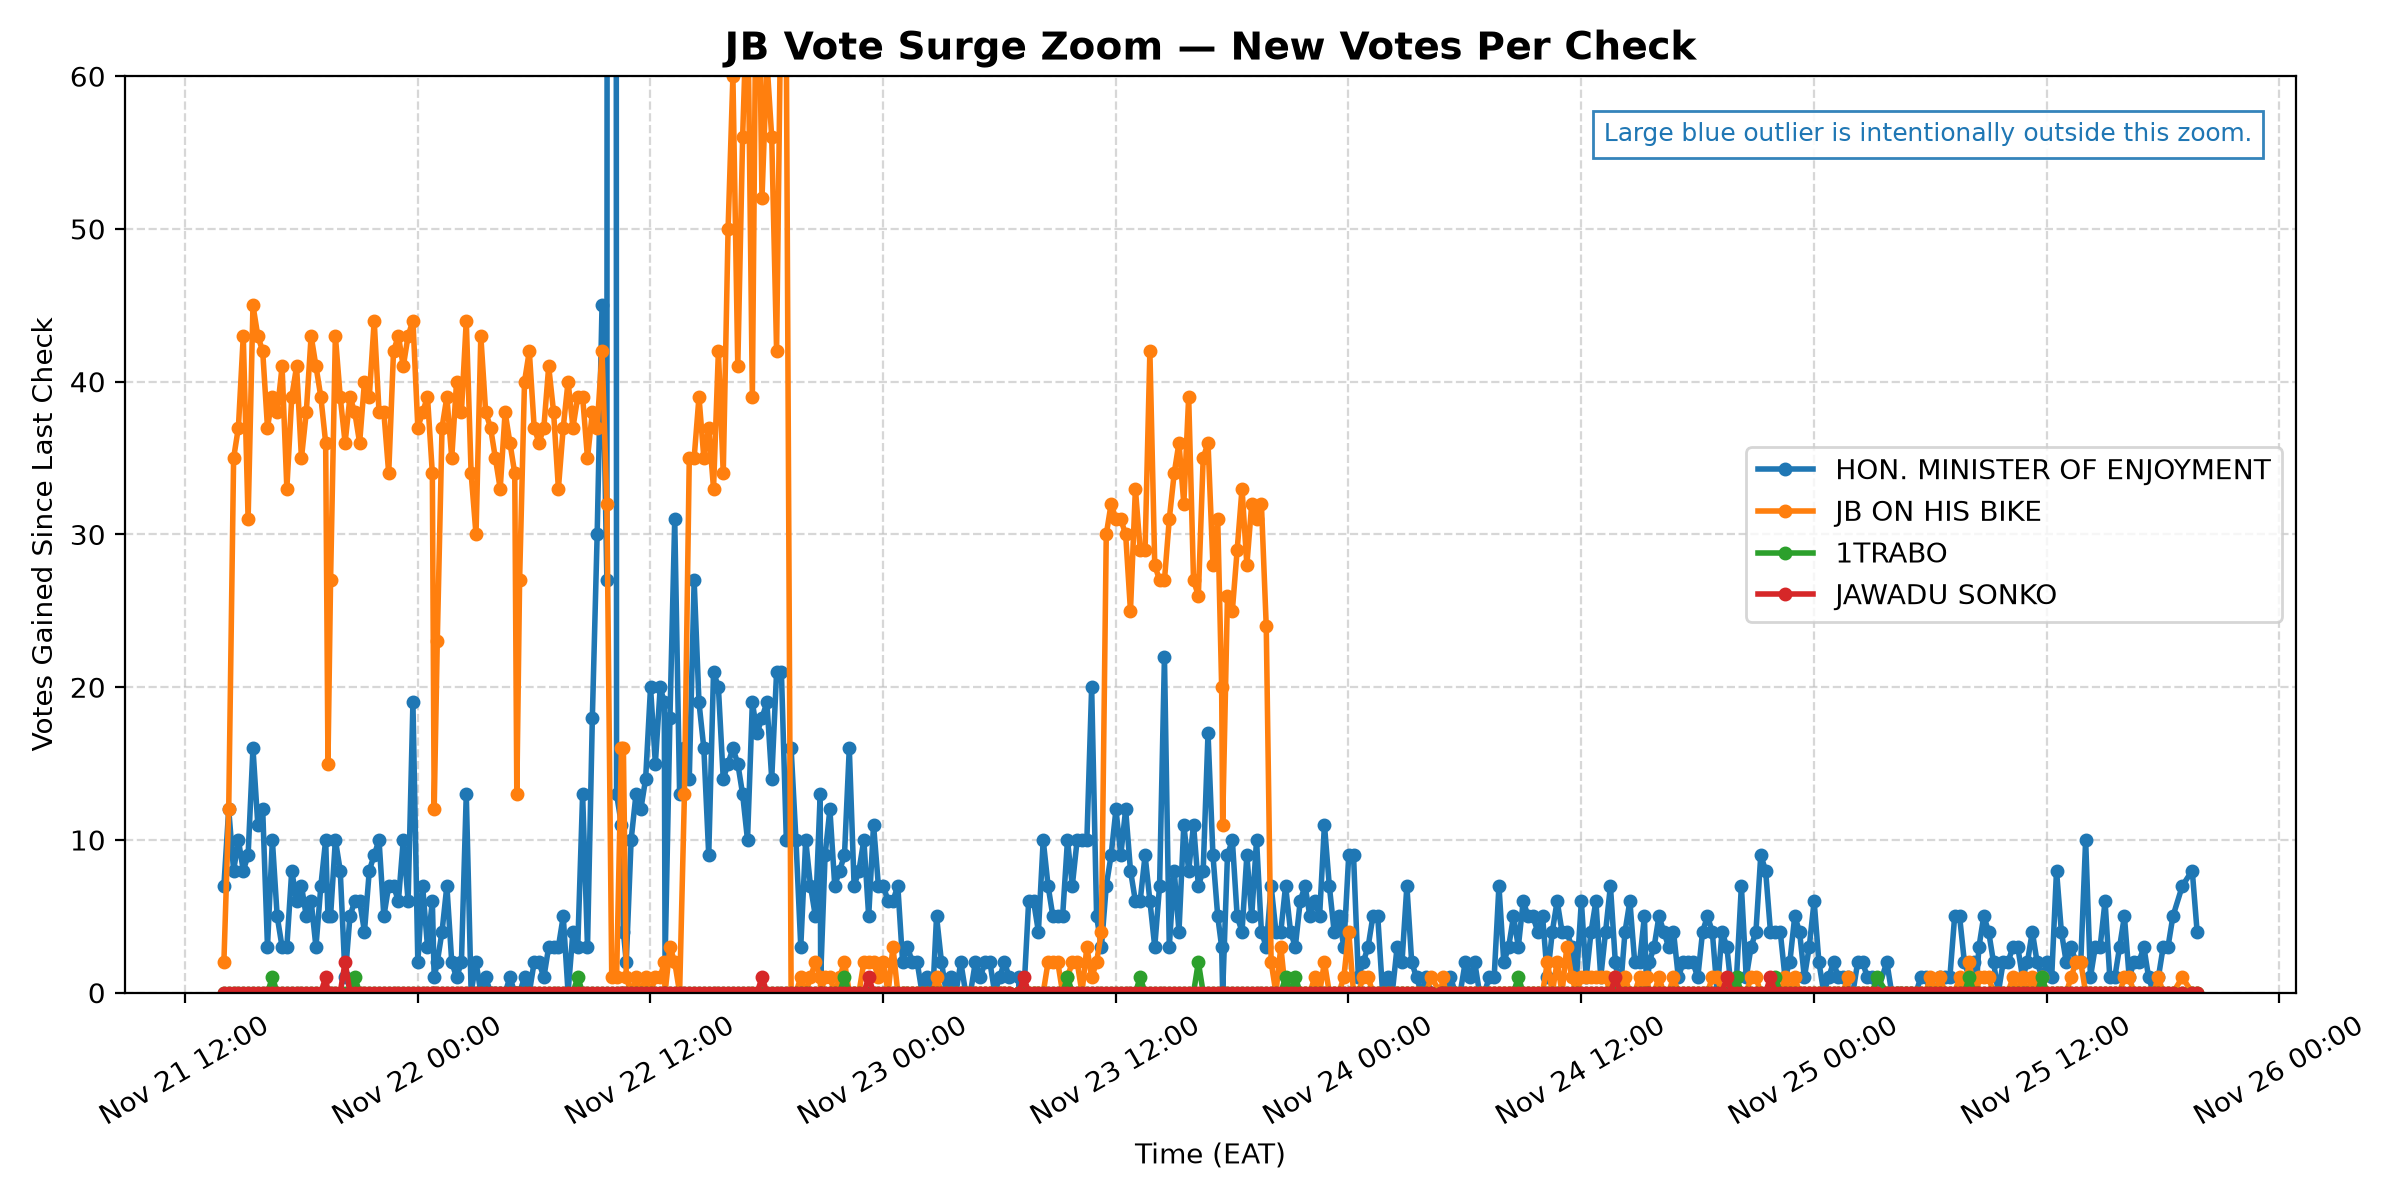 JB Vote Surge Zoom — New Votes Per Check
60
50
40
30
20
10
0
Votes Gained Since Last Check
Large blue outlier is intentionally outside this zoom.
HON. MINISTER OF ENJOYMENT
JB ON HIS BIKE
1TRABO
JAWADU SONKO
Nov 21 12:00
Nov 22 00:00
Nov 22 12:00
Nov 23 00:00
Nov 23 12:00
Nov 24 00:00
Nov 24 12:00
Nov 25 00:00
Nov 25 12:00
Nov 26 00:00
Time (EAT)